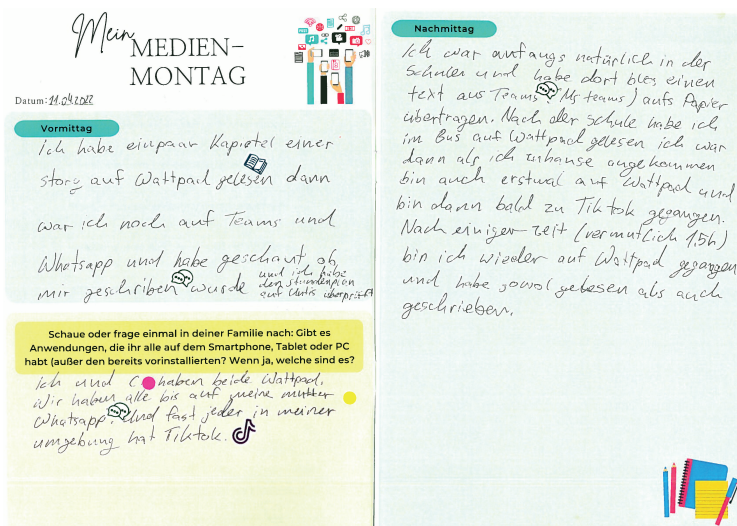 Mein
MEDIEN-
MONTAG
Datum: 11.04.2022
Vormittag
Ich habe einpaar Kapietel einer
story auf Wattpad gelesen dann
war ich noch auf Teams und
Whatsapp und habe geschaut, ob
mir geschriben wurde und ich habe
den stundenplan
auf Untis überprüft
Schaue oder frage einmal in deiner Familie nach: Gibt es
Anwendungen, die ihr alle auf dem Smartphone, Tablet oder PC
habt (außer den bereits vorinstallierten? Wenn ja, welche sind es?
Ich und C haben beide Wattpad.
Wir haben alle bis auf meine mutter
Whatsapp. Und fast jeder in meiner
umgebung hat Tiktok.
Nachmittag
Ich war anfangs natürlich in der
Schuler und habe dort bles einen
text aus Teams (Ms teams) aufs Papier
übertragen. Nach der schule habe ich
im Bus auf Wattpad gelesen ich war
dann als ich zuhause angekommen
bin auch erstmal auf Wattpad und
bin dann bald zu Tiktok gegangen.
Nach einiger zeit (vermutlich 1,5h)
bin ich wieder auf Wattpad gegangen
und habe sowol gelesen als auch
geschrieben.